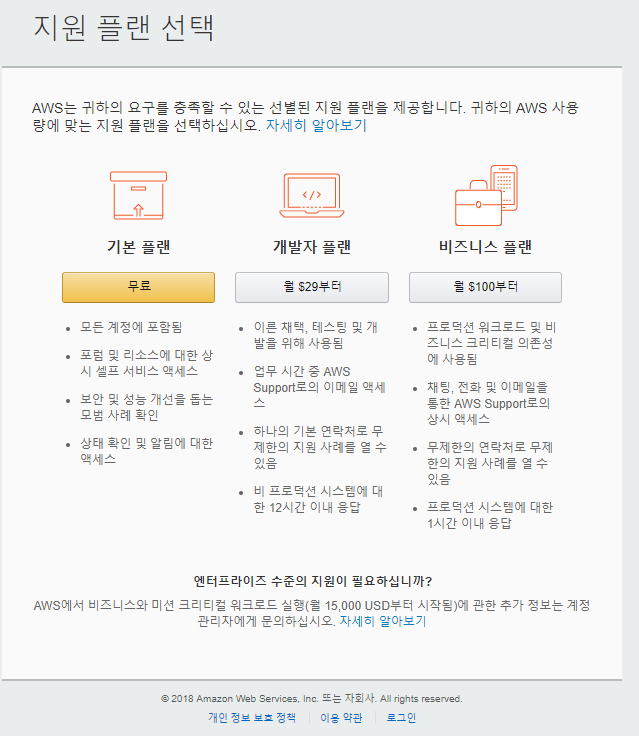 지원 플랜 선택
AWS는 귀하의 요구를 충족할 수 있는 선별된 지원 플랜을 제공합니다. 귀하의 AWS 사용
량에 맞는 지원 플랜을 선택하십시오. 자세히 알아보기
</>
기본 플랜
무료
모든 계정에 포함됨
포럼 및 리소스에 대한 상
시 셀프 서비스 액세스
보안 및 성능 개선을 돕는
모범 사례 확인
상태 확인 및 알림에 대한
액세스
개발자 플랜
월 $29부터
이른 채택, 테스팅 및 개
발을 위해 사용됨
업무 시간 중 AWS
Support로의 이메일 액세
스
하나의 기본 연락처로 무
제한의 지원 사례를 열 수
있음
비 프로덕션 시스템에 대
한 12시간 이내 응답
비즈니스 플랜
월 $100부터
프로덕션 워크로드 및 비
즈니스 크리티컬 의존성
에 사용됨
채팅, 전화 및 이메일을
통한 AWS Support로의
상시 액세스
무제한의 연락처로 무제
한의 지원 사례를 열 수
있음
프로덕션 시스템에 대한
1시간 이내 응답
엔터프라이즈 수준의 지원이 필요하십니까?
AWS에서 비즈니스와 미션 크리티컬 워크로드 실행(월 15,000 USD부터 시작됨)에 관한 추가 정보는 계정
관리자에게 문의하십시오. 자세히 알아보기
© 2018 Amazon Web Services, Inc. 또는 자회사. All rights reserved.
개인 정보 보호 정책 | 이용 약관 | 로그인